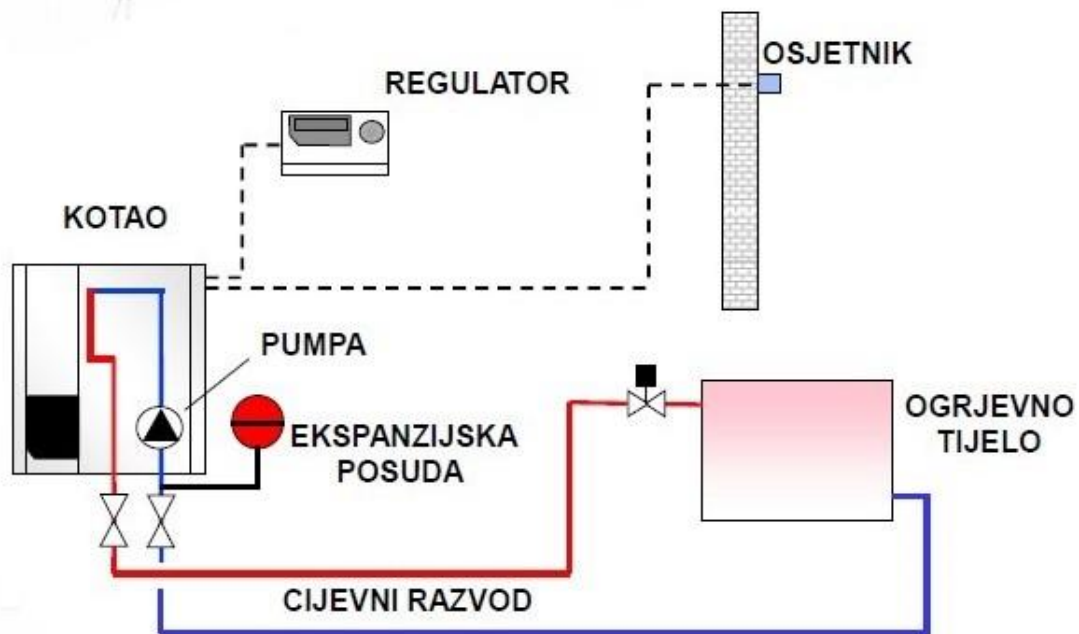 OSJETNIK
REGULATOR
KOTAO
PUMPA
EKSPANZIJSKA
POSUDA
OGRJEVNO
TIJELO
CIJEVNI RAZVOD